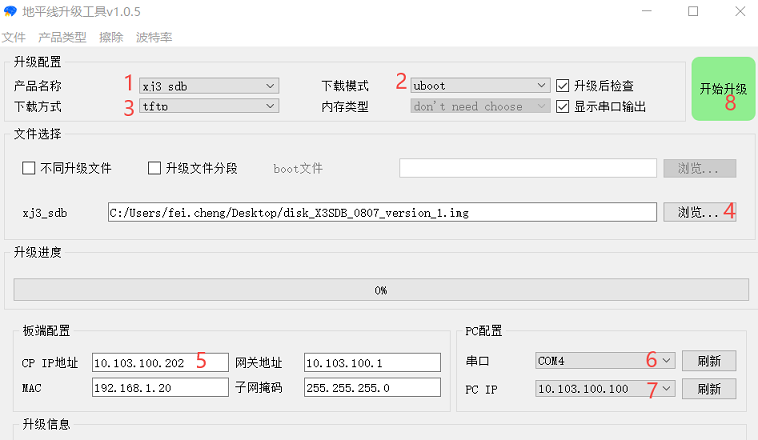 地平线升级工具v1.0.5
文件 产品类型 擦除 波特率
升级配置
产品名称 1 xj3_sdb 下载模式 2 uboot 升级后检查
下载方式 3 tftp 内存类型 don't need choose 显示串口输出
开始升级
8
文件选择
不同升级文件 升级文件分段 boot文件 浏览...
xj3_sdb C:/Users/fei.cheng/Desktop/disk_X3SDB_0807_version_1.img 浏览... 4
升级进度
0%
板端配置
CP IP地址 10.103.100.202 5 网关地址 10.103.100.1
MAC 192.168.1.20 子网掩码 255.255.255.0
PC配置
串口 COM4 6 刷新
PC IP 10.103.100.100 7 刷新
升级信息